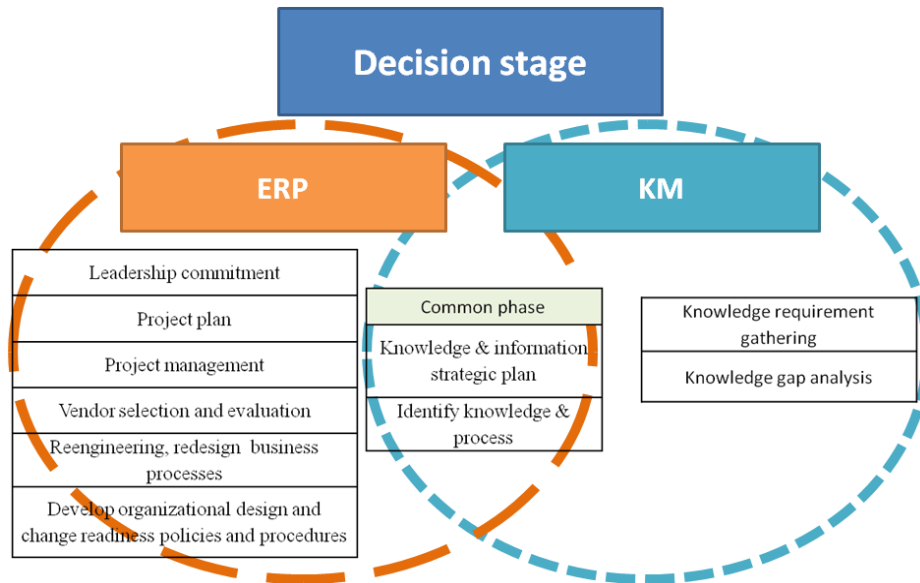 Decision stage
ERP
KM
Leadership commitment
Project plan
Project management
Vendor selection and evaluation
Reengineering, redesign business
processes
Develop organizational design and
change readiness policies and procedures
Common phase
Knowledge & information
strategic plan
Identify knowledge &
process
Knowledge requirement
gathering
Knowledge gap analysis